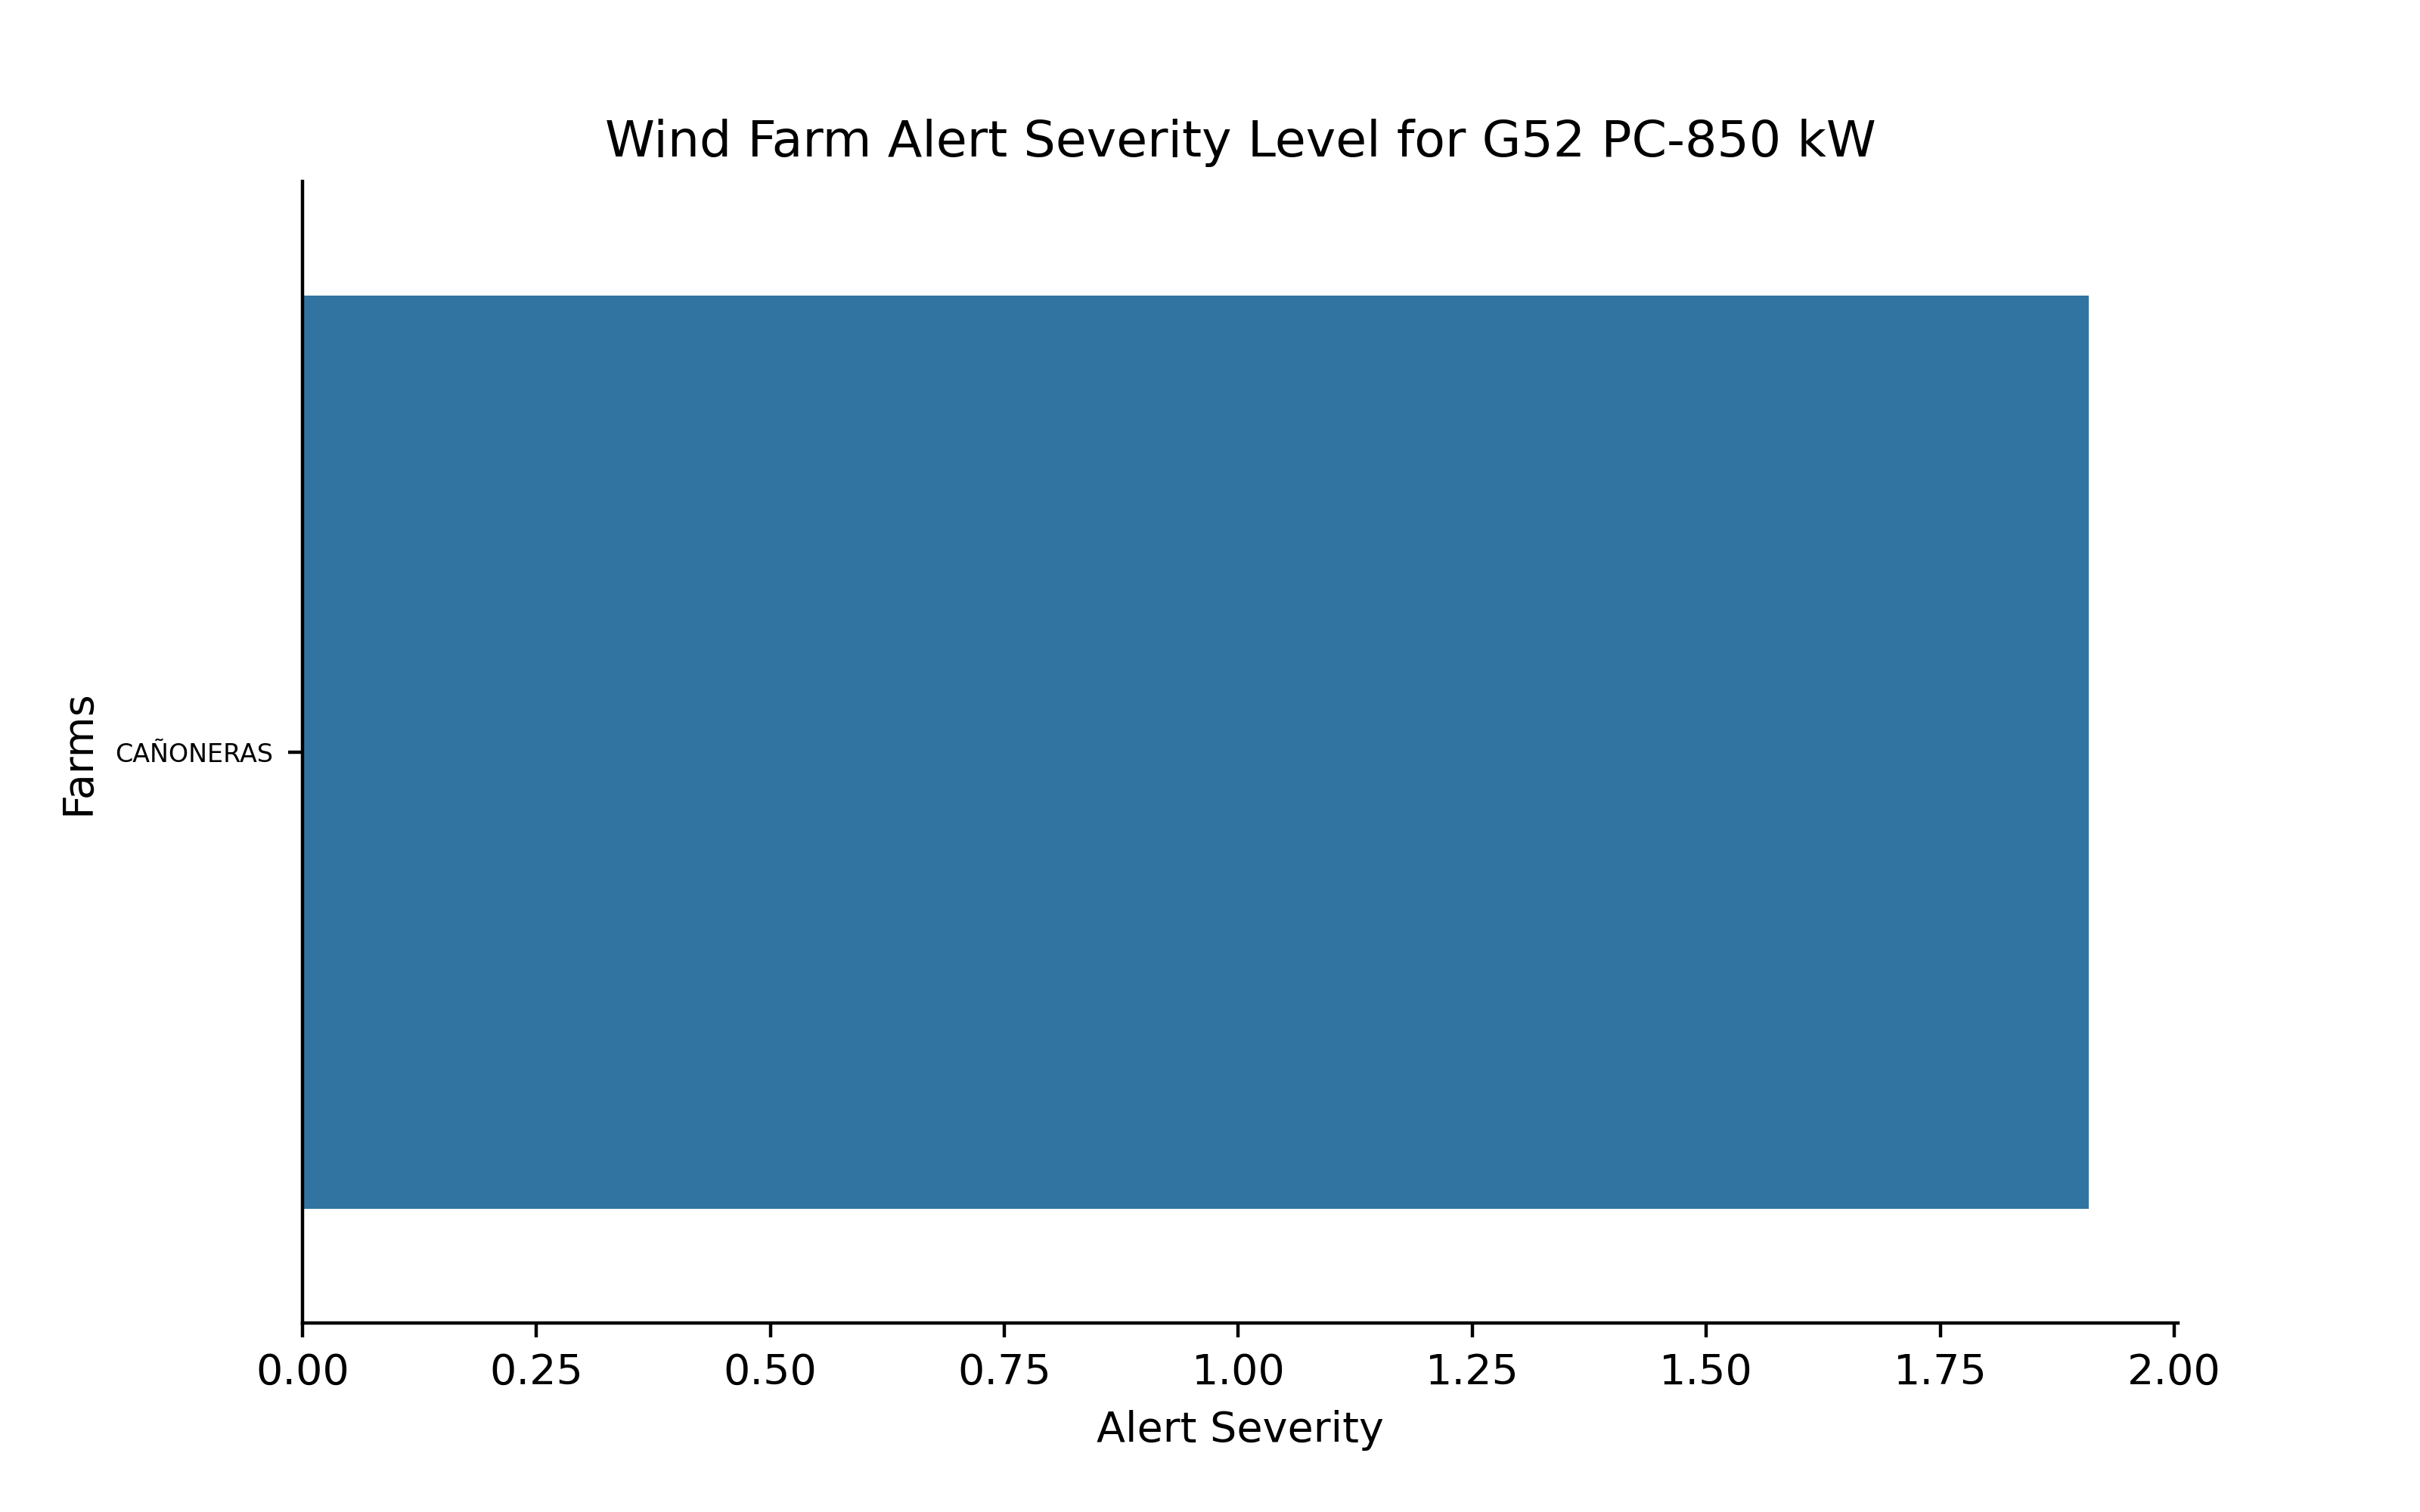 Wind Farm Alert Severity Level for G52 PC-850 kW
Farms
CAÑONERAS
0.00 0.25 0.50 0.75 1.00 1.25 1.50 1.75 2.00
Alert Severity